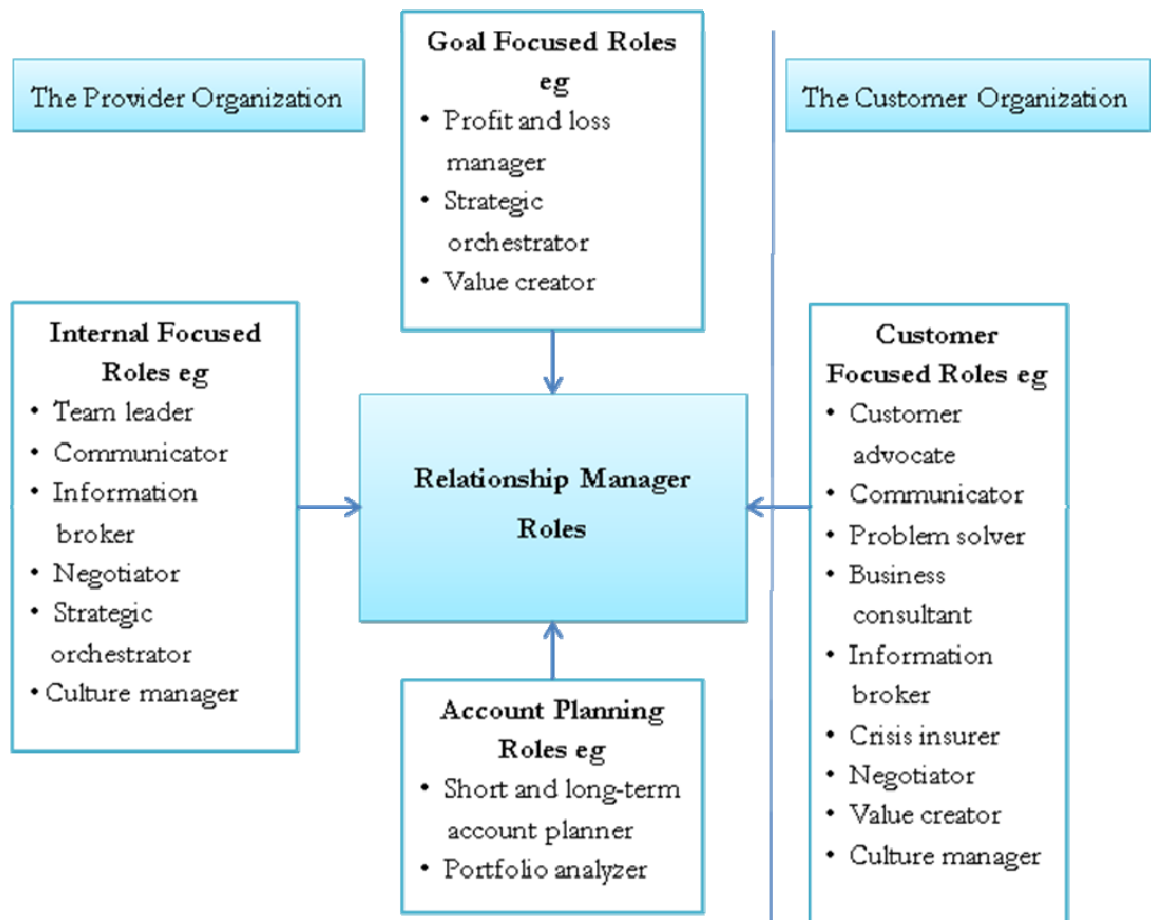 The Provider Organization
Goal Focused Roles
eg
• Profit and loss
manager
• Strategic
orchestrator
• Value creator
The Customer Organization
Internal Focused
Roles eg
• Team leader
• Communicator
• Information
broker
• Negotiator
• Strategic
orchestrator
• Culture manager
Relationship Manager
Roles
Customer
Focused Roles eg
• Customer
advocate
• Communicator
• Problem solver
• Business
consultant
• Information
broker
• Crisis insurer
• Negotiator
• Value creator
• Culture manager
Account Planning
Roles eg
• Short and long-term
account planner
• Portfolio analyzer